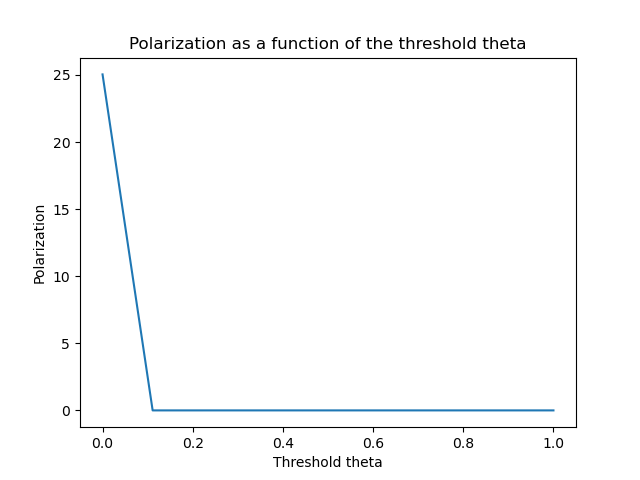 Polarization as a function of the threshold theta
25
20
15
10
5
0
Polarization
0.0 0.2 0.4 0.6 0.8 1.0
Threshold theta